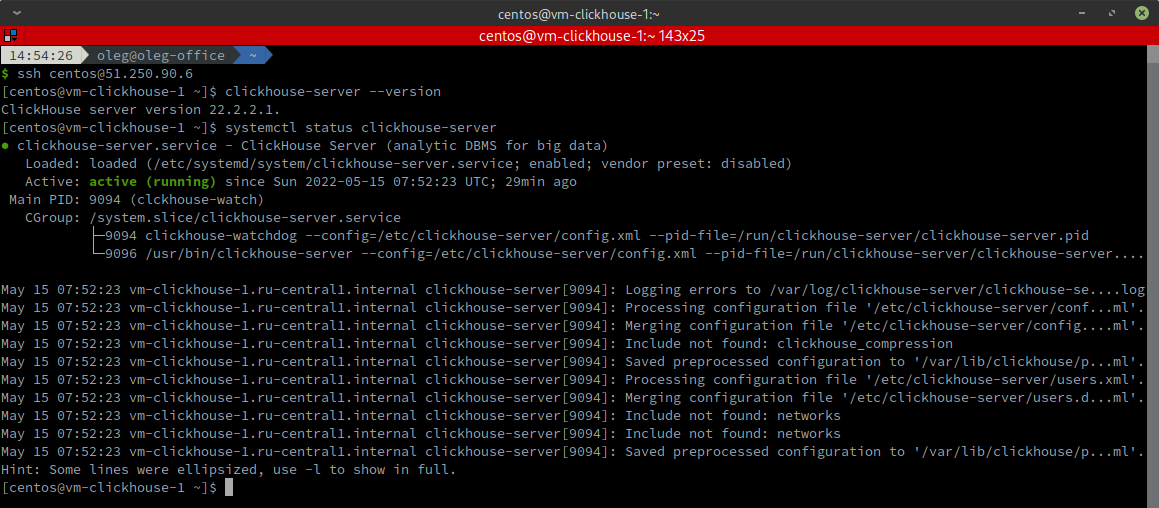 centos@vm-clickhouse-1:~
centos@vm-clickhouse-1:~ 143x25
14:54:26 oleg@oleg-office ~
$ ssh centos@51.250.90.6
[centos@vm-clickhouse-1 ~]$ clickhouse-server --version
ClickHouse server version 22.2.2.1.
[centos@vm-clickhouse-1 ~]$ systemctl status clickhouse-server
● clickhouse-server.service - ClickHouse Server (analytic DBMS for big data)
   Loaded: loaded (/etc/systemd/system/clickhouse-server.service; enabled; vendor preset: disabled)
   Active: active (running) since Sun 2022-05-15 07:52:23 UTC; 29min ago
 Main PID: 9094 (clckhouse-watch)
   CGroup: /system.slice/clickhouse-server.service
           ├─9094 clickhouse-watchdog --config=/etc/clickhouse-server/config.xml --pid-file=/run/clickhouse-server/clickhouse-server.pid
           └─9096 /usr/bin/clickhouse-server --config=/etc/clickhouse-server/config.xml --pid-file=/run/clickhouse-server/clickhouse-server....
May 15 07:52:23 vm-clickhouse-1.ru-central1.internal clickhouse-server[9094]: Logging errors to /var/log/clickhouse-server/clickhouse-se....log
May 15 07:52:23 vm-clickhouse-1.ru-central1.internal clickhouse-server[9094]: Processing configuration file '/etc/clickhouse-server/conf...ml'.
May 15 07:52:23 vm-clickhouse-1.ru-central1.internal clickhouse-server[9094]: Merging configuration file '/etc/clickhouse-server/config....ml'.
May 15 07:52:23 vm-clickhouse-1.ru-central1.internal clickhouse-server[9094]: Include not found: clickhouse_compression
May 15 07:52:23 vm-clickhouse-1.ru-central1.internal clickhouse-server[9094]: Saved preprocessed configuration to '/var/lib/clickhouse/p...ml'.
May 15 07:52:23 vm-clickhouse-1.ru-central1.internal clickhouse-server[9094]: Processing configuration file '/etc/clickhouse-server/users.xml'.
May 15 07:52:23 vm-clickhouse-1.ru-central1.internal clickhouse-server[9094]: Merging configuration file '/etc/clickhouse-server/users.d...ml'.
May 15 07:52:23 vm-clickhouse-1.ru-central1.internal clickhouse-server[9094]: Include not found: networks
May 15 07:52:23 vm-clickhouse-1.ru-central1.internal clickhouse-server[9094]: Include not found: networks
May 15 07:52:23 vm-clickhouse-1.ru-central1.internal clickhouse-server[9094]: Saved preprocessed configuration to '/var/lib/clickhouse/p...ml'.
Hint: Some lines were ellipsized, use -l to show in full.
[centos@vm-clickhouse-1 ~]$